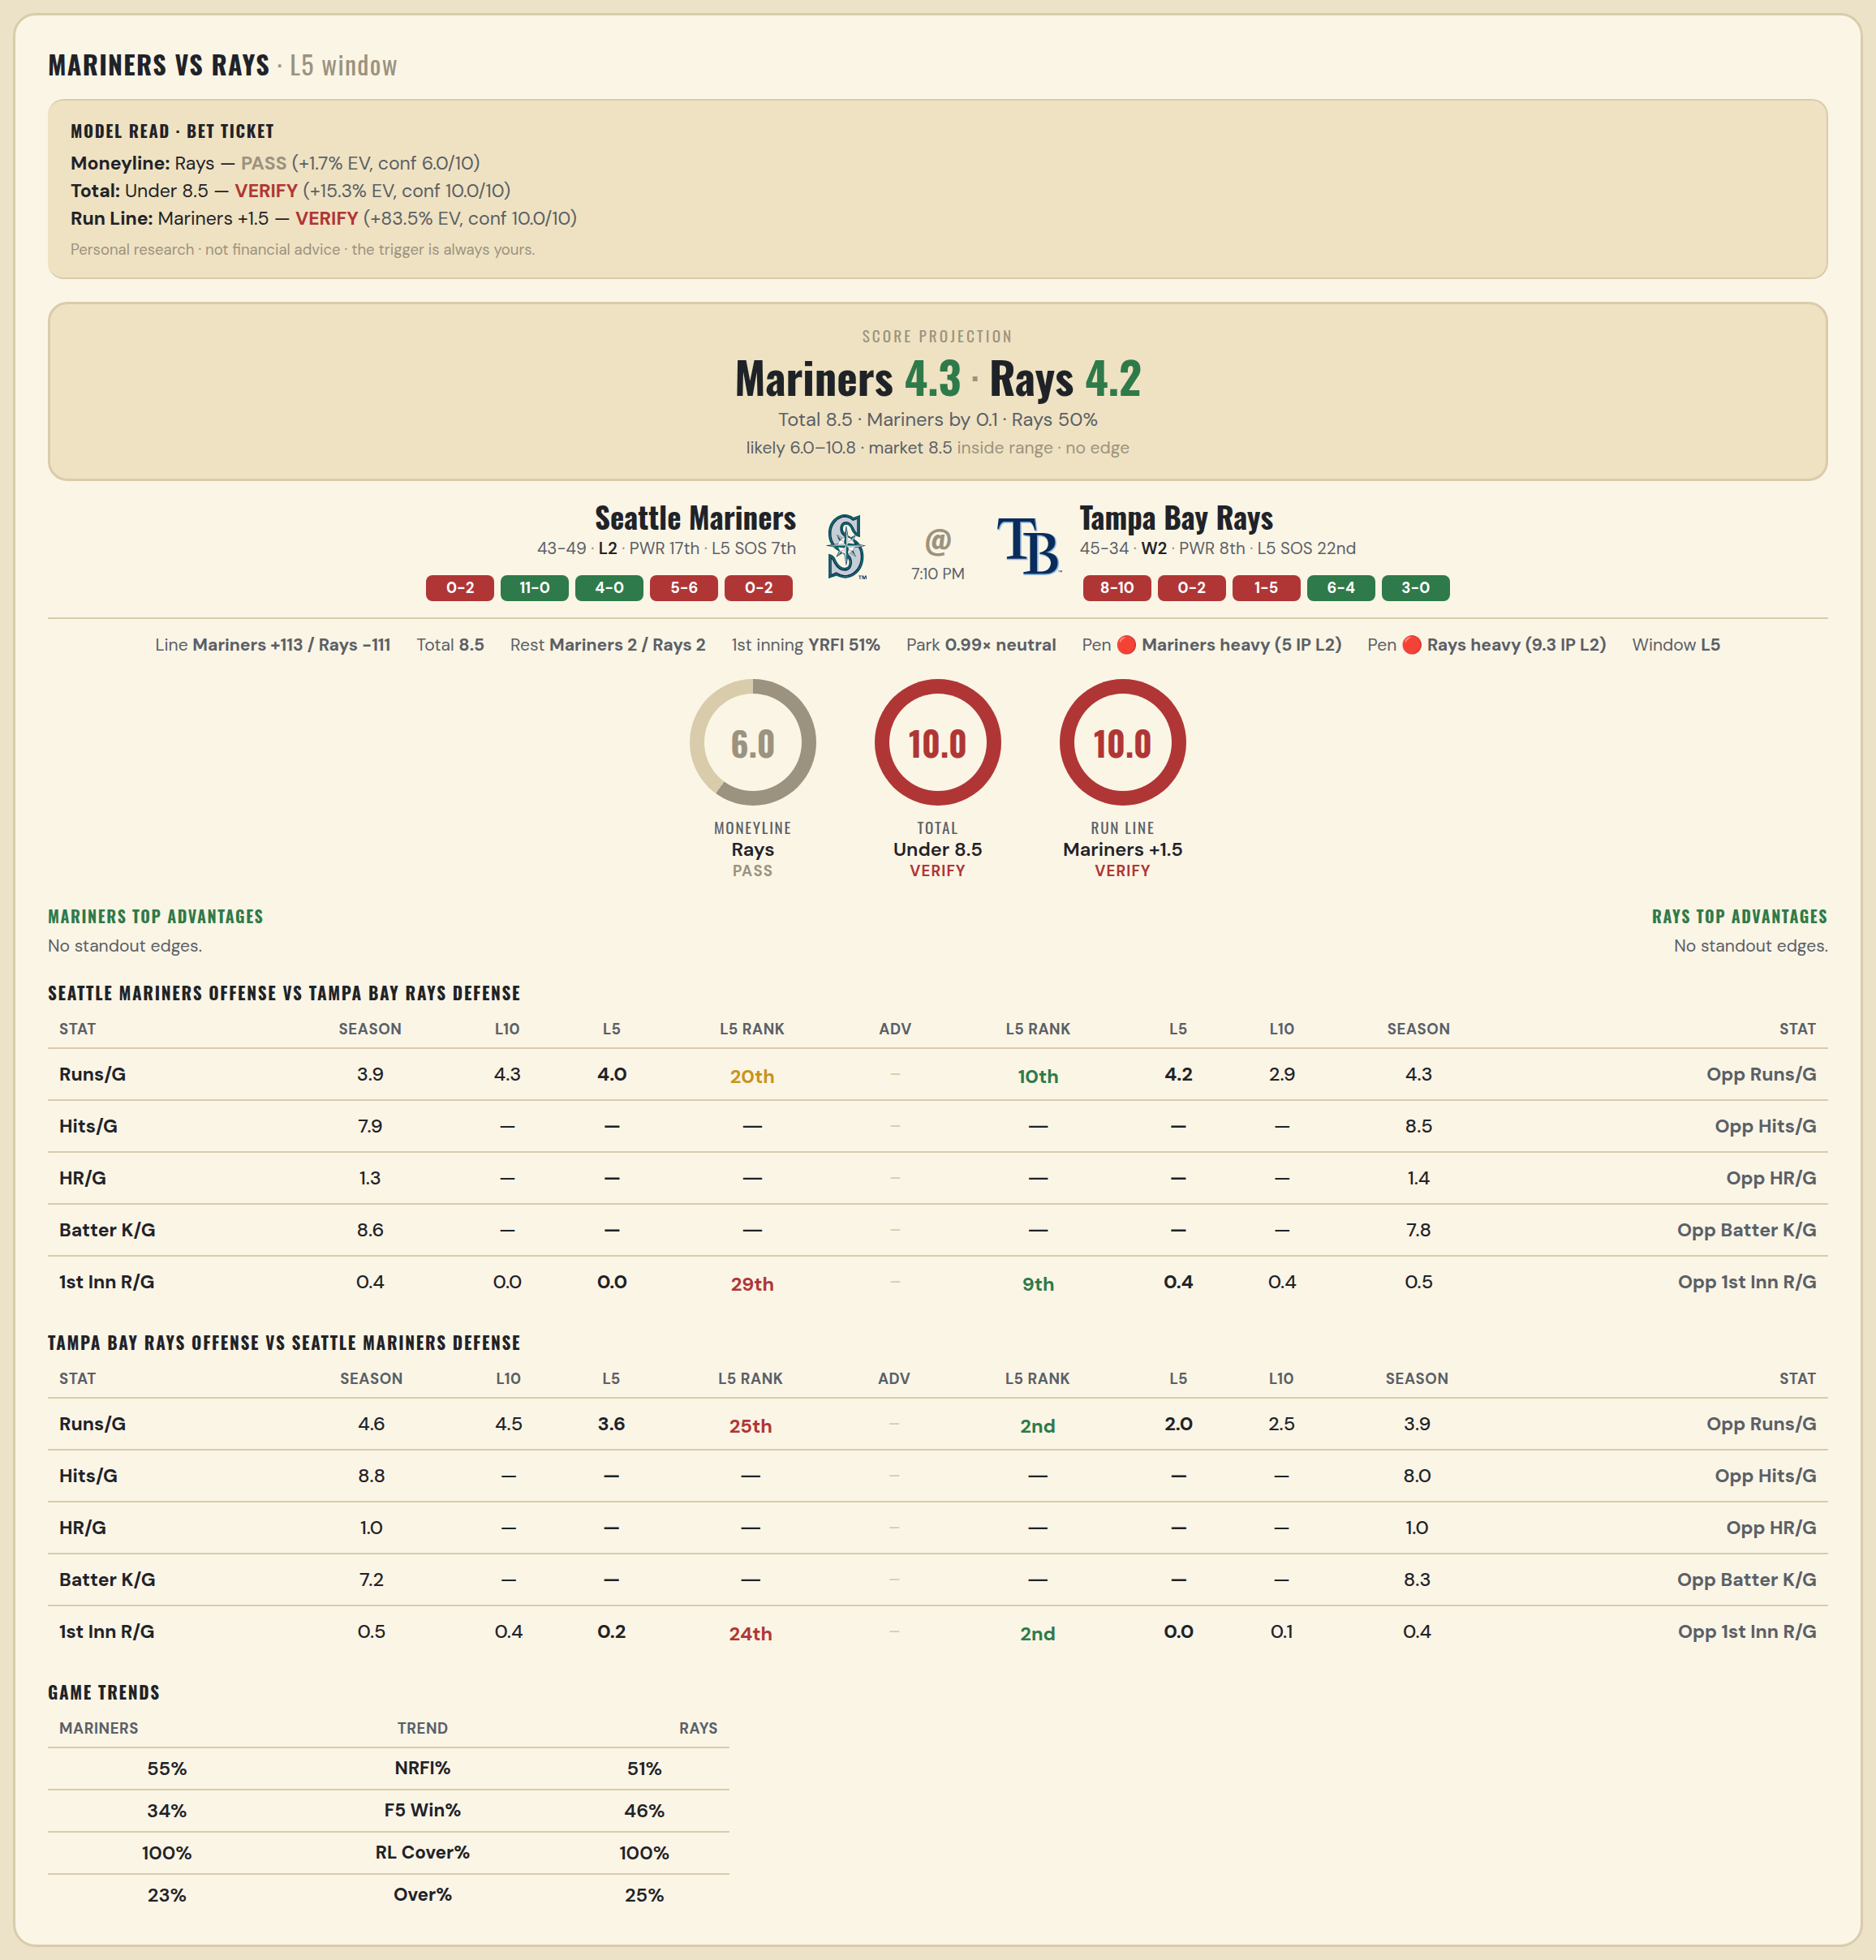 MARINERS VS RAYS · L5 window
MODEL READ · BET TICKET
Moneyline: Rays — PASS (+1.7% EV, conf 6.0/10)
Total: Under 8.5 — VERIFY (+15.3% EV, conf 10.0/10)
Run Line: Mariners +1.5 — VERIFY (+83.5% EV, conf 10.0/10)
Personal research · not financial advice · the trigger is always yours.
SCORE PROJECTION
Mariners 4.3 · Rays 4.2
Total 8.5 · Mariners by 0.1 · Rays 50%
likely 6.0–10.8 · market 8.5 inside range · no edge
Seattle Mariners
43-49 · L2 · PWR 17th · L5 SOS 7th
0-2 11-0 4-0 5-6 0-2
S ™
@
7:10 PM
TB
Tampa Bay Rays
45-34 · W2 · PWR 8th · L5 SOS 22nd
8-10 0-2 1-5 6-4 3-0
Line Mariners +113 / Rays -111 Total 8.5 Rest Mariners 2 / Rays 2 1st inning YRFI 51% Park 0.99× neutral Pen 🔴 Mariners heavy (5 IP L2) Pen 🔴 Rays heavy (9.3 IP L2) Window L5
6.0 10.0 10.0
MONEYLINE TOTAL RUN LINE
Rays Under 8.5 Mariners +1.5
PASS VERIFY VERIFY
MARINERS TOP ADVANTAGES RAYS TOP ADVANTAGES
No standout edges. No standout edges.
SEATTLE MARINERS OFFENSE VS TAMPA BAY RAYS DEFENSE
STAT SEASON L10 L5 L5 RANK ADV L5 RANK L5 L10 SEASON STAT
Runs/G 3.9 4.3 4.0 20th – 10th 4.2 2.9 4.3 Opp Runs/G
Hits/G 7.9 — — — – — — — 8.5 Opp Hits/G
HR/G 1.3 — — — – — — — 1.4 Opp HR/G
Batter K/G 8.6 — — — – — — — 7.8 Opp Batter K/G
1st Inn R/G 0.4 0.0 0.0 29th – 9th 0.4 0.4 0.5 Opp 1st Inn R/G
TAMPA BAY RAYS OFFENSE VS SEATTLE MARINERS DEFENSE
STAT SEASON L10 L5 L5 RANK ADV L5 RANK L5 L10 SEASON STAT
Runs/G 4.6 4.5 3.6 25th – 2nd 2.0 2.5 3.9 Opp Runs/G
Hits/G 8.8 — — — – — — — 8.0 Opp Hits/G
HR/G 1.0 — — — – — — — 1.0 Opp HR/G
Batter K/G 7.2 — — — – — — — 8.3 Opp Batter K/G
1st Inn R/G 0.5 0.4 0.2 24th – 2nd 0.0 0.1 0.4 Opp 1st Inn R/G
GAME TRENDS
MARINERS TREND RAYS
55% NRFI% 51%
34% F5 Win% 46%
100% RL Cover% 100%
23% Over% 25%